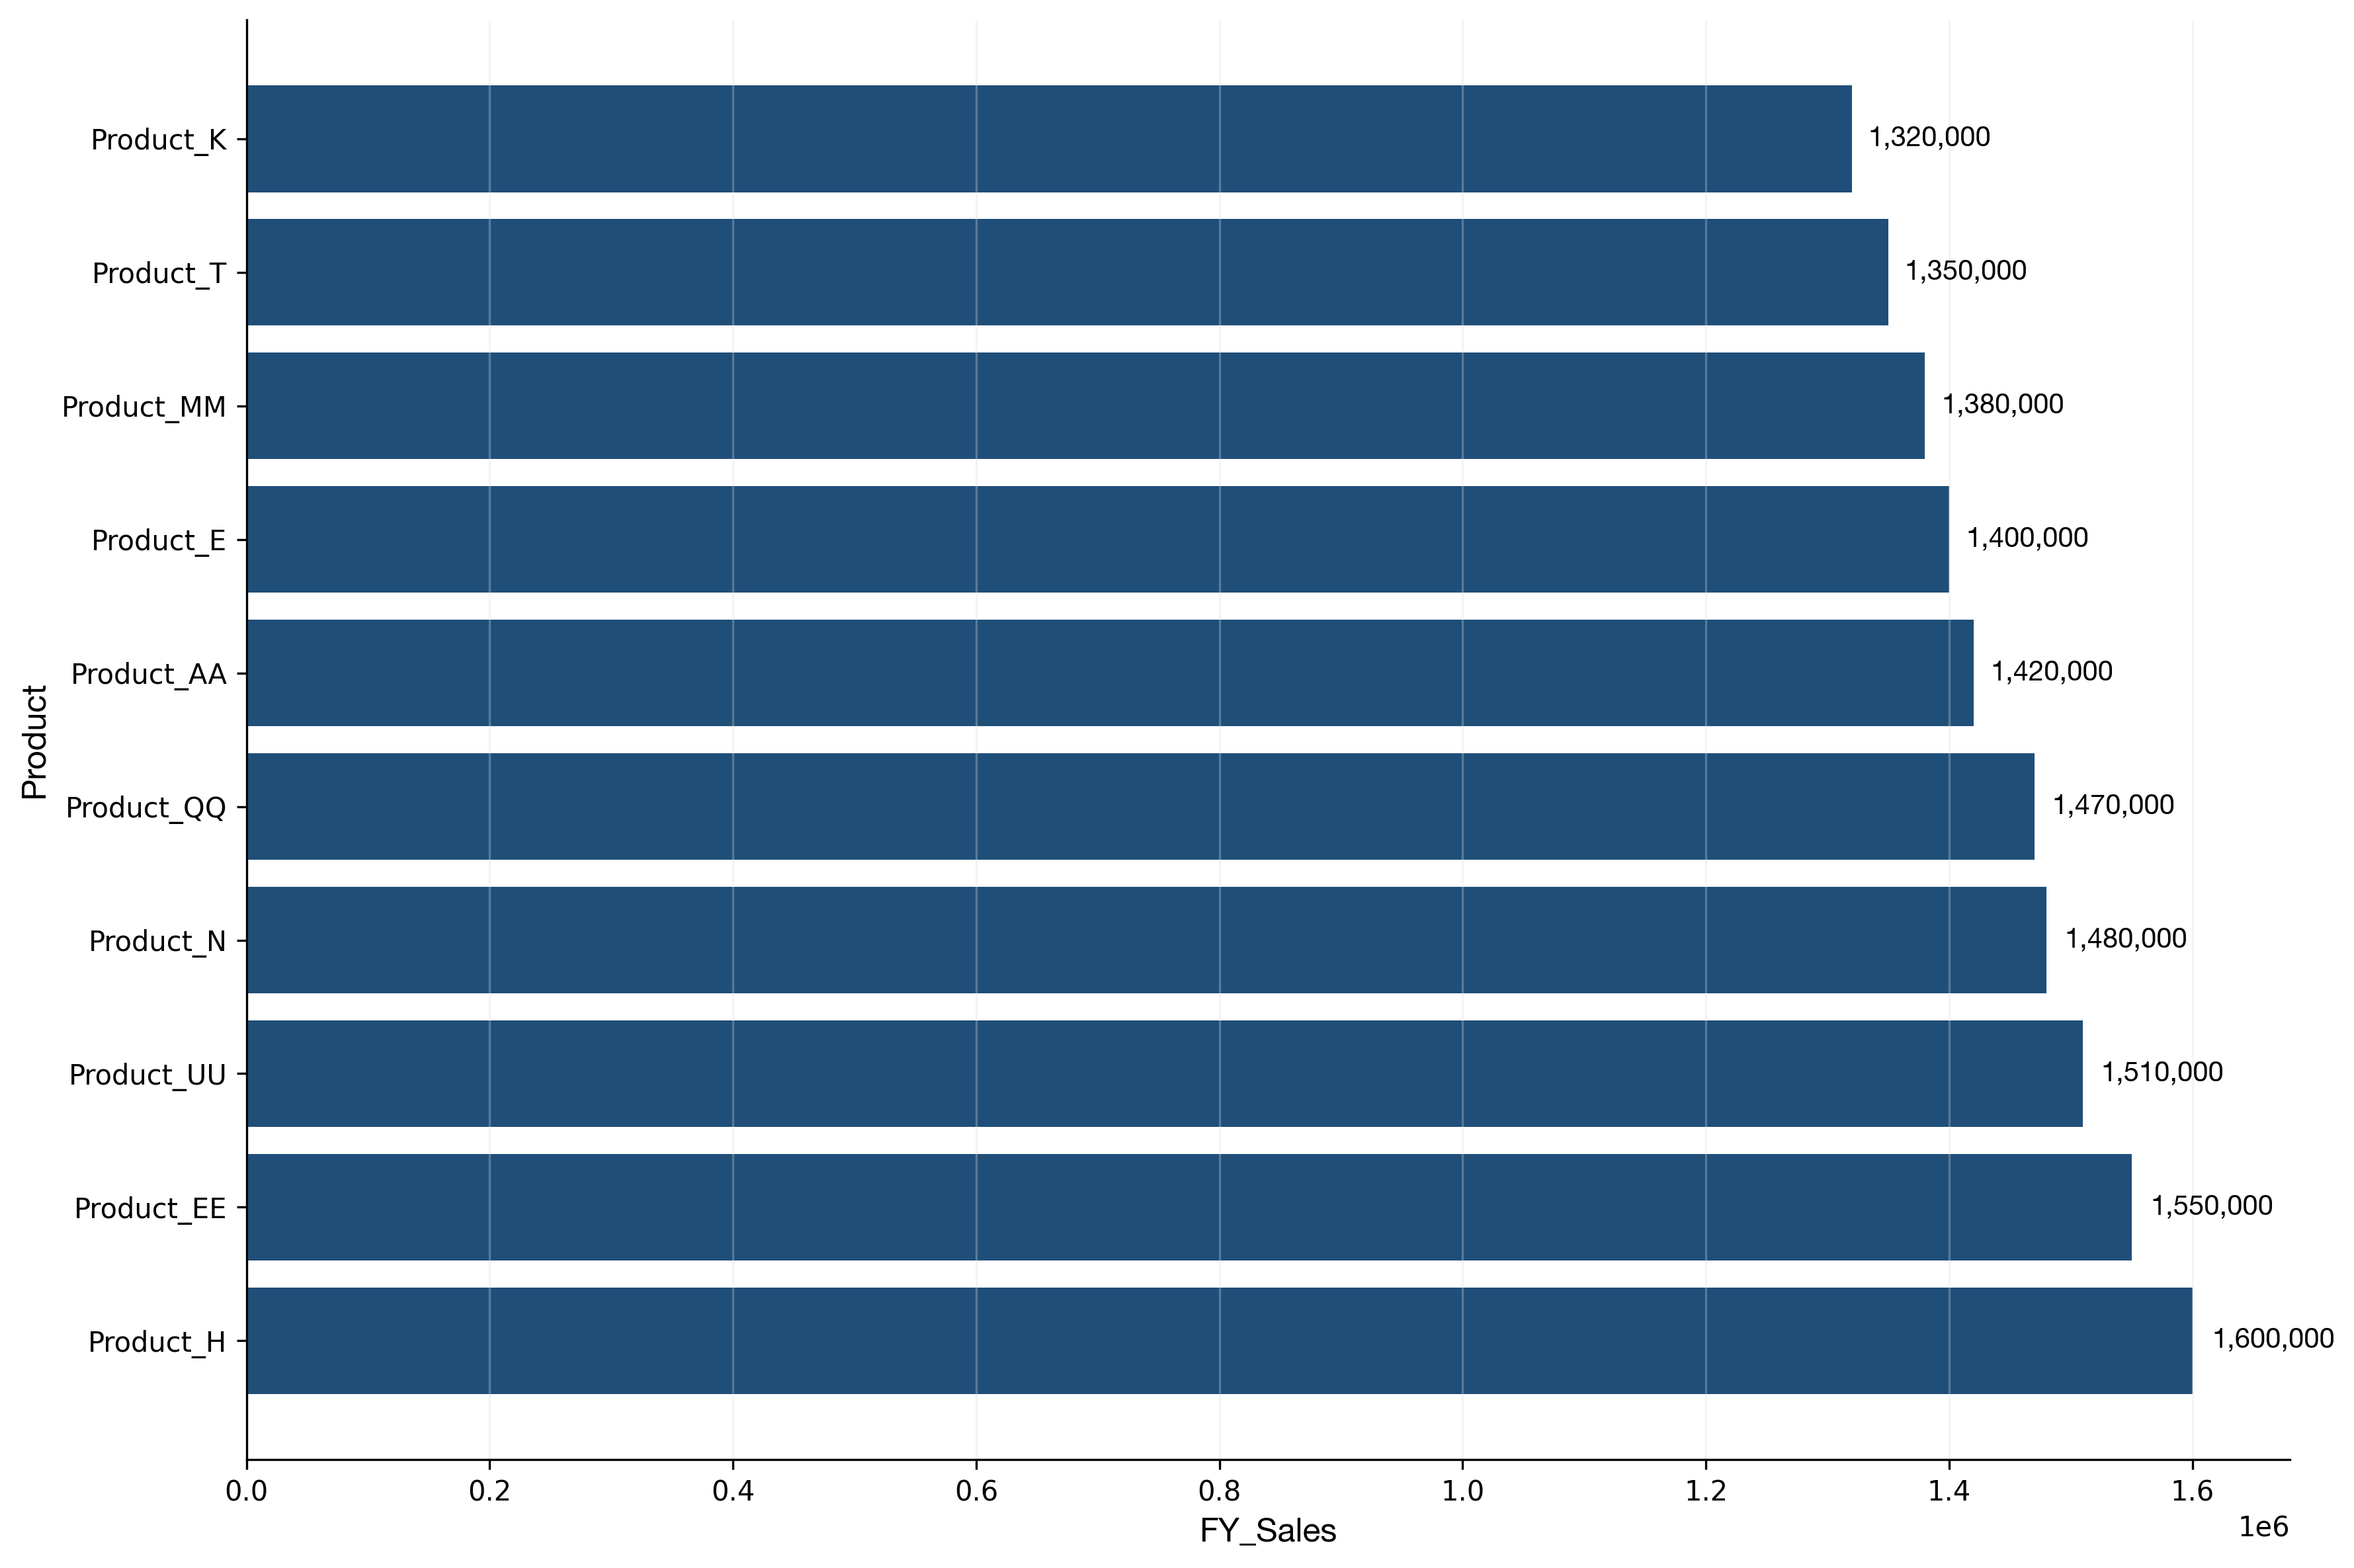 Product_K 1,320,000
Product_T 1,350,000
Product_MM 1,380,000
Product_E 1,400,000
Product_AA 1,420,000
Product
Product_QQ 1,470,000
Product_N 1,480,000
Product_UU 1,510,000
Product_EE 1,550,000
Product_H 1,600,000
0.0 0.2 0.4 0.6 0.8 1.0 1.2 1.4 1.6
FY_Sales
1e6